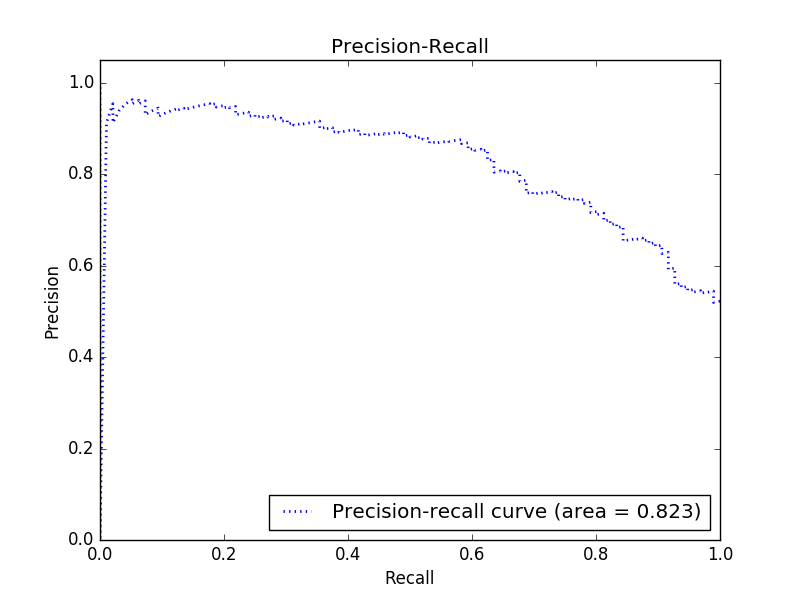 Precision-Recall
1.0
0.8
0.6
0.4
0.2
0.0
Precision
0.0 0.2 0.4 0.6 0.8 1.0
Recall
Precision-recall curve (area = 0.823)